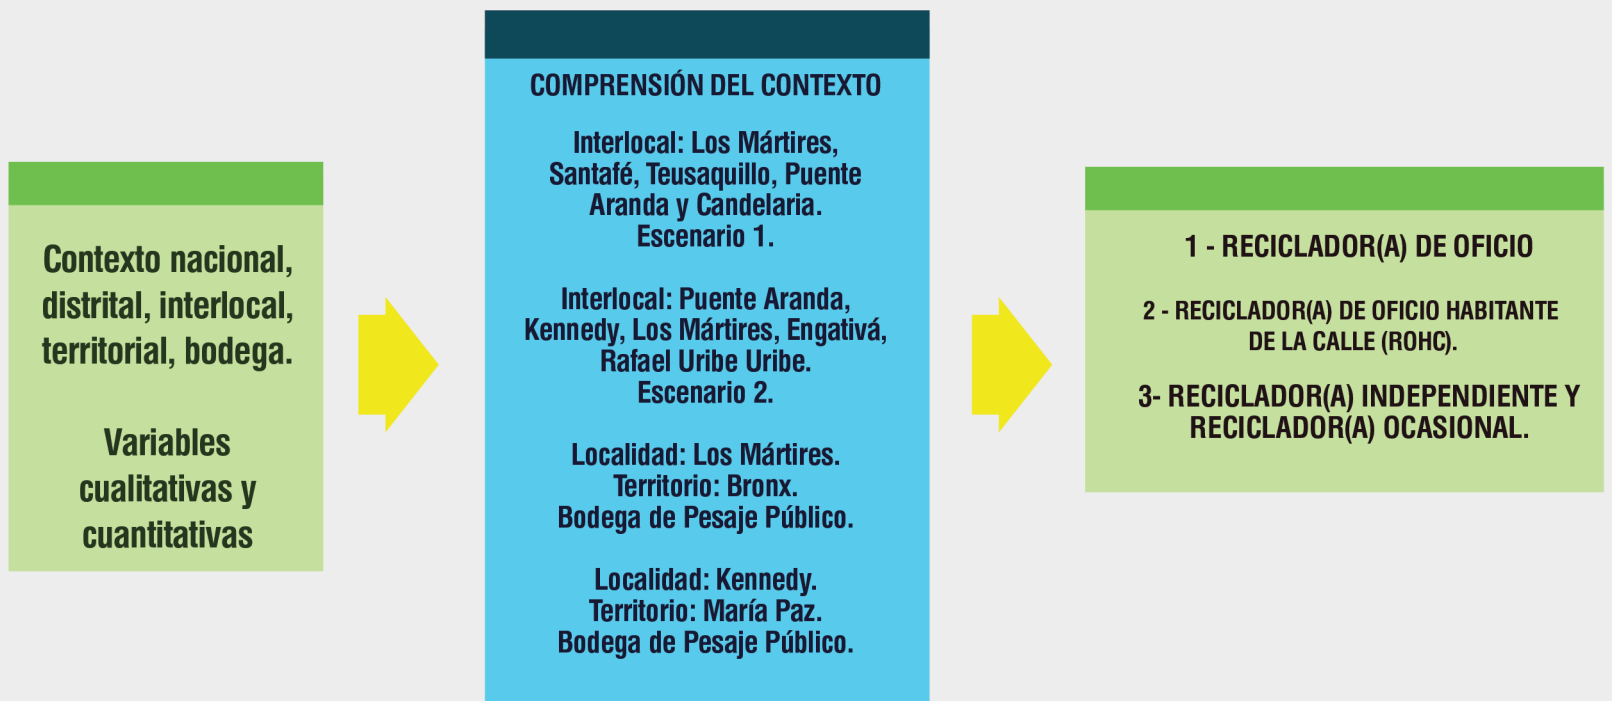 Contexto nacional,
distrital, interlocal,
territorial, bodega.
Variables
cualitativas y
cuantitativas
COMPRENSIÓN DEL CONTEXTO
Interlocal: Los Mártires,
Santafé, Teusaquillo, Puente
Aranda y Candelaria.
Escenario 1.
Interlocal: Puente Aranda,
Kennedy, Los Mártires, Engativá,
Rafael Uribe Uribe.
Escenario 2.
Localidad: Los Mártires.
Territorio: Bronx.
Bodega de Pesaje Público.
Localidad: Kennedy.
Territorio: María Paz.
Bodega de Pesaje Público.
1 - RECICLADOR(A) DE OFICIO
2 - RECICLADOR(A) DE OFICIO HABITANTE
DE LA CALLE (ROHC).
3- RECICLADOR(A) INDEPENDIENTE Y
RECICLADOR(A) OCASIONAL.